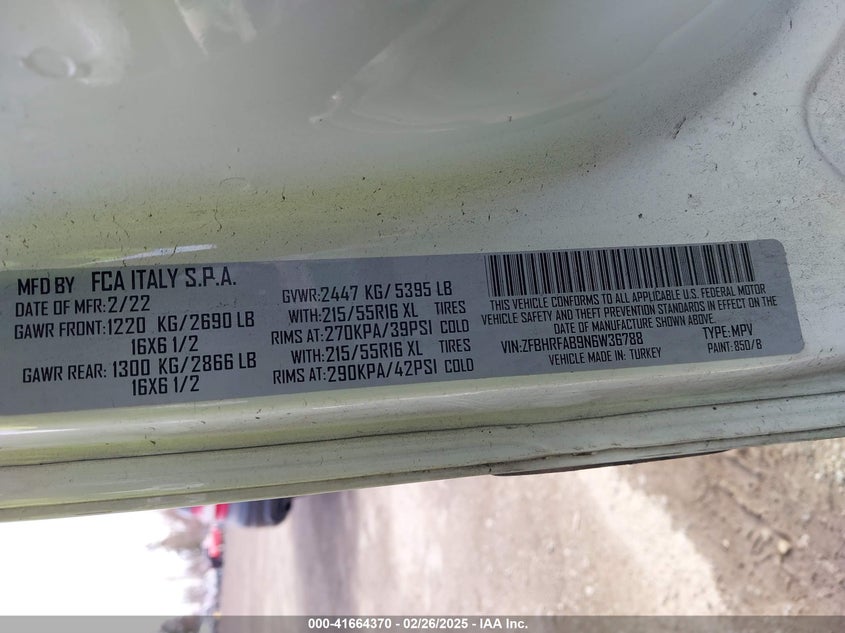 MFD BY FCA ITALY S.P.A.
DATE OF MFR:2/22
GAWR FRONT:1220 KG/2690 LB
16X6 1/2
GAWR REAR: 1300 KG/2866 LB
16X6 1/2
GVWR:2447 KG/ 5395 LB
WITH:215/55R16 XL TIRES
RIMS AT:270KPA/39PSI COLD
WITH:215/55R16 XL TIRES
RIMS AT:290KPA/42PSI COLD
THIS VEHICLE CONFORMS TO ALL APPLICABLE U.S. FEDERAL MOTOR
VEHICLE SAFETY, AND THEFT PREVENTION STANDARDS IN EFFECT ON THE
DATE OF MANUFACTURE SHOWN ABOVE.
VIN:ZFBHRFAB9N6W36788 TYPE: MPV
VEHICLE MADE IN: TURKEY PAINT: 850/B
000-41664370 - 02/26/2025 - IAA Inc.